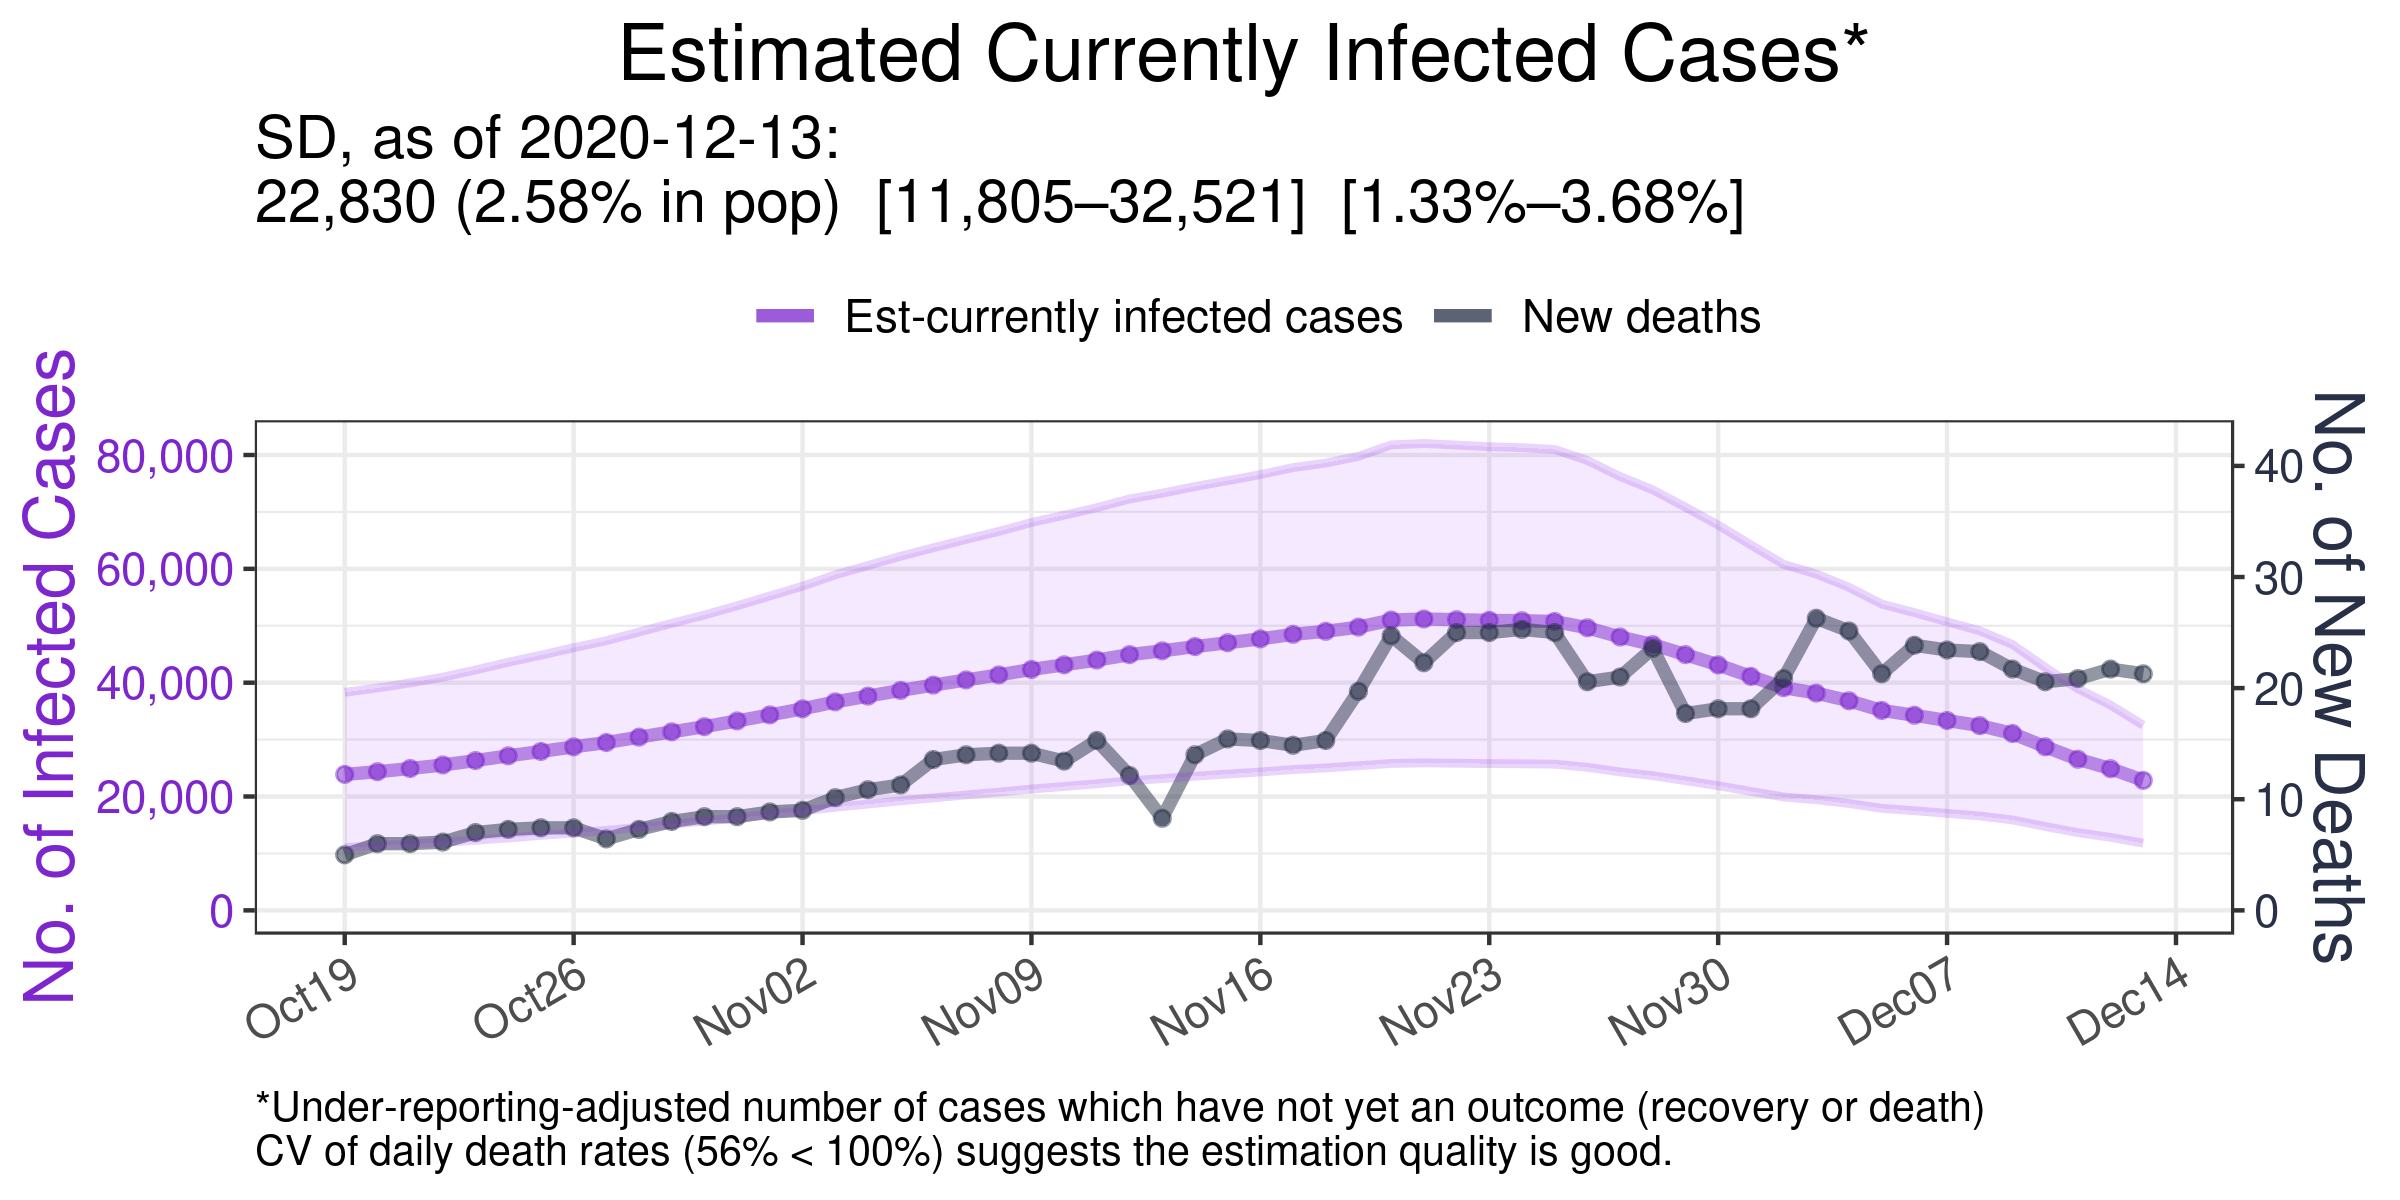 Estimated Currently Infected Cases*
SD, as of 2020-12-13:
22,830 (2.58% in pop)  [11,805–32,521]  [1.33%–3.68%]
Est-currently infected cases
New deaths
No. of Infected Cases
80,000
60,000
40,000
20,000
0
No. of New Deaths
40
30
20
10
0
Oct19
Oct26
Nov02
Nov09
Nov16
Nov23
Nov30
Dec07
Dec14
*Under-reporting-adjusted number of cases which have not yet an outcome (recovery or death)
CV of daily death rates (56% < 100%) suggests the estimation quality is good.